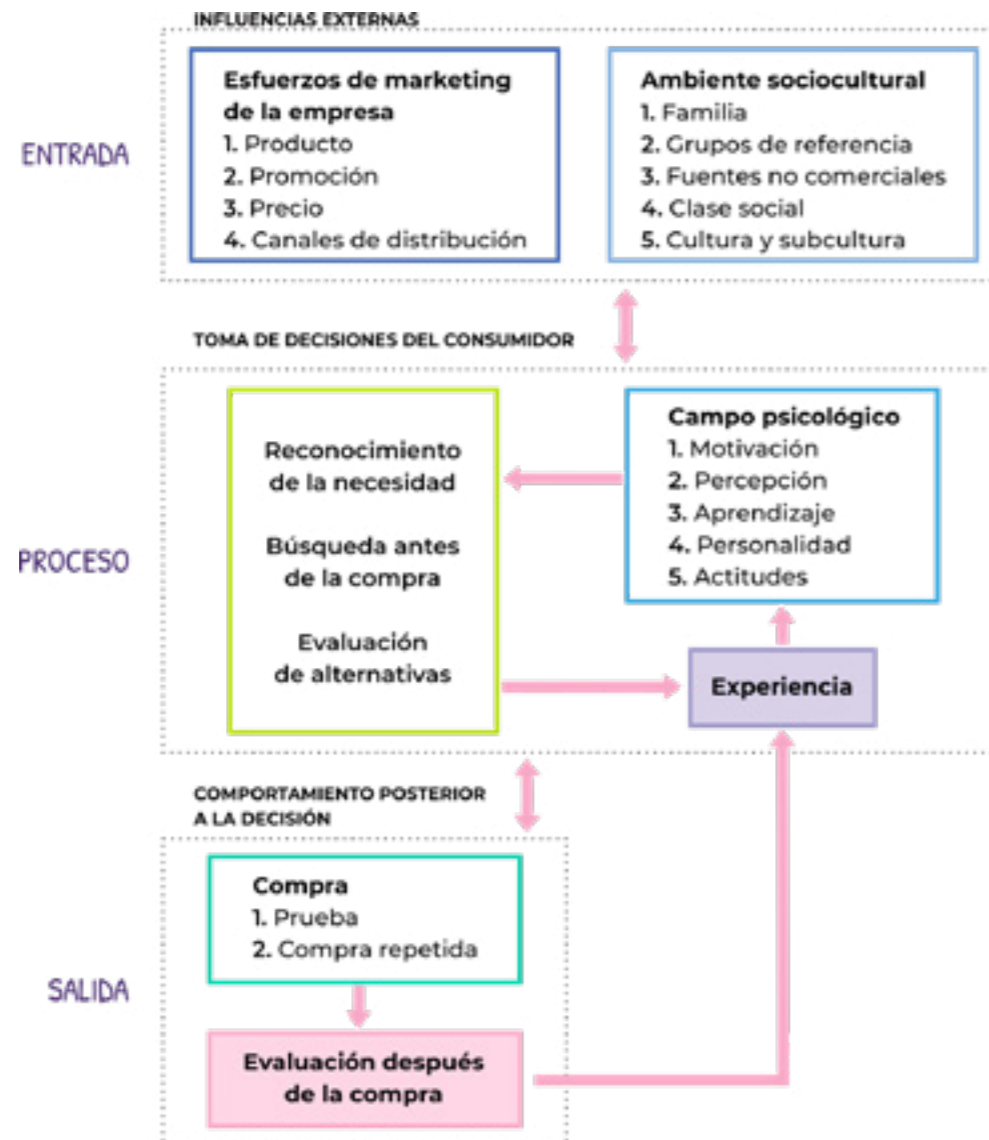 INFLUENCIAS EXTERNAS
ENTRADA
Esfuerzos de marketing
de la empresa
1. Producto
2. Promoción
3. Precio
4. Canales de distribución
Ambiente sociocultural
1. Familia
2. Grupos de referencia
3. Fuentes no comerciales
4. Clase social
5. Cultura y subcultura
TOMA DE DECISIONES DEL CONSUMIDOR
PROCESO
Reconocimiento
de la necesidad
Búsqueda antes
de la compra
Evaluación
de alternativas
Campo psicológico
1. Motivación
2. Percepción
3. Aprendizaje
4. Personalidad
5. Actitudes
Experiencia
COMPORTAMIENTO POSTERIOR
A LA DECISIÓN
SALIDA
Compra
1. Prueba
2. Compra repetida
Evaluación después
de la compra